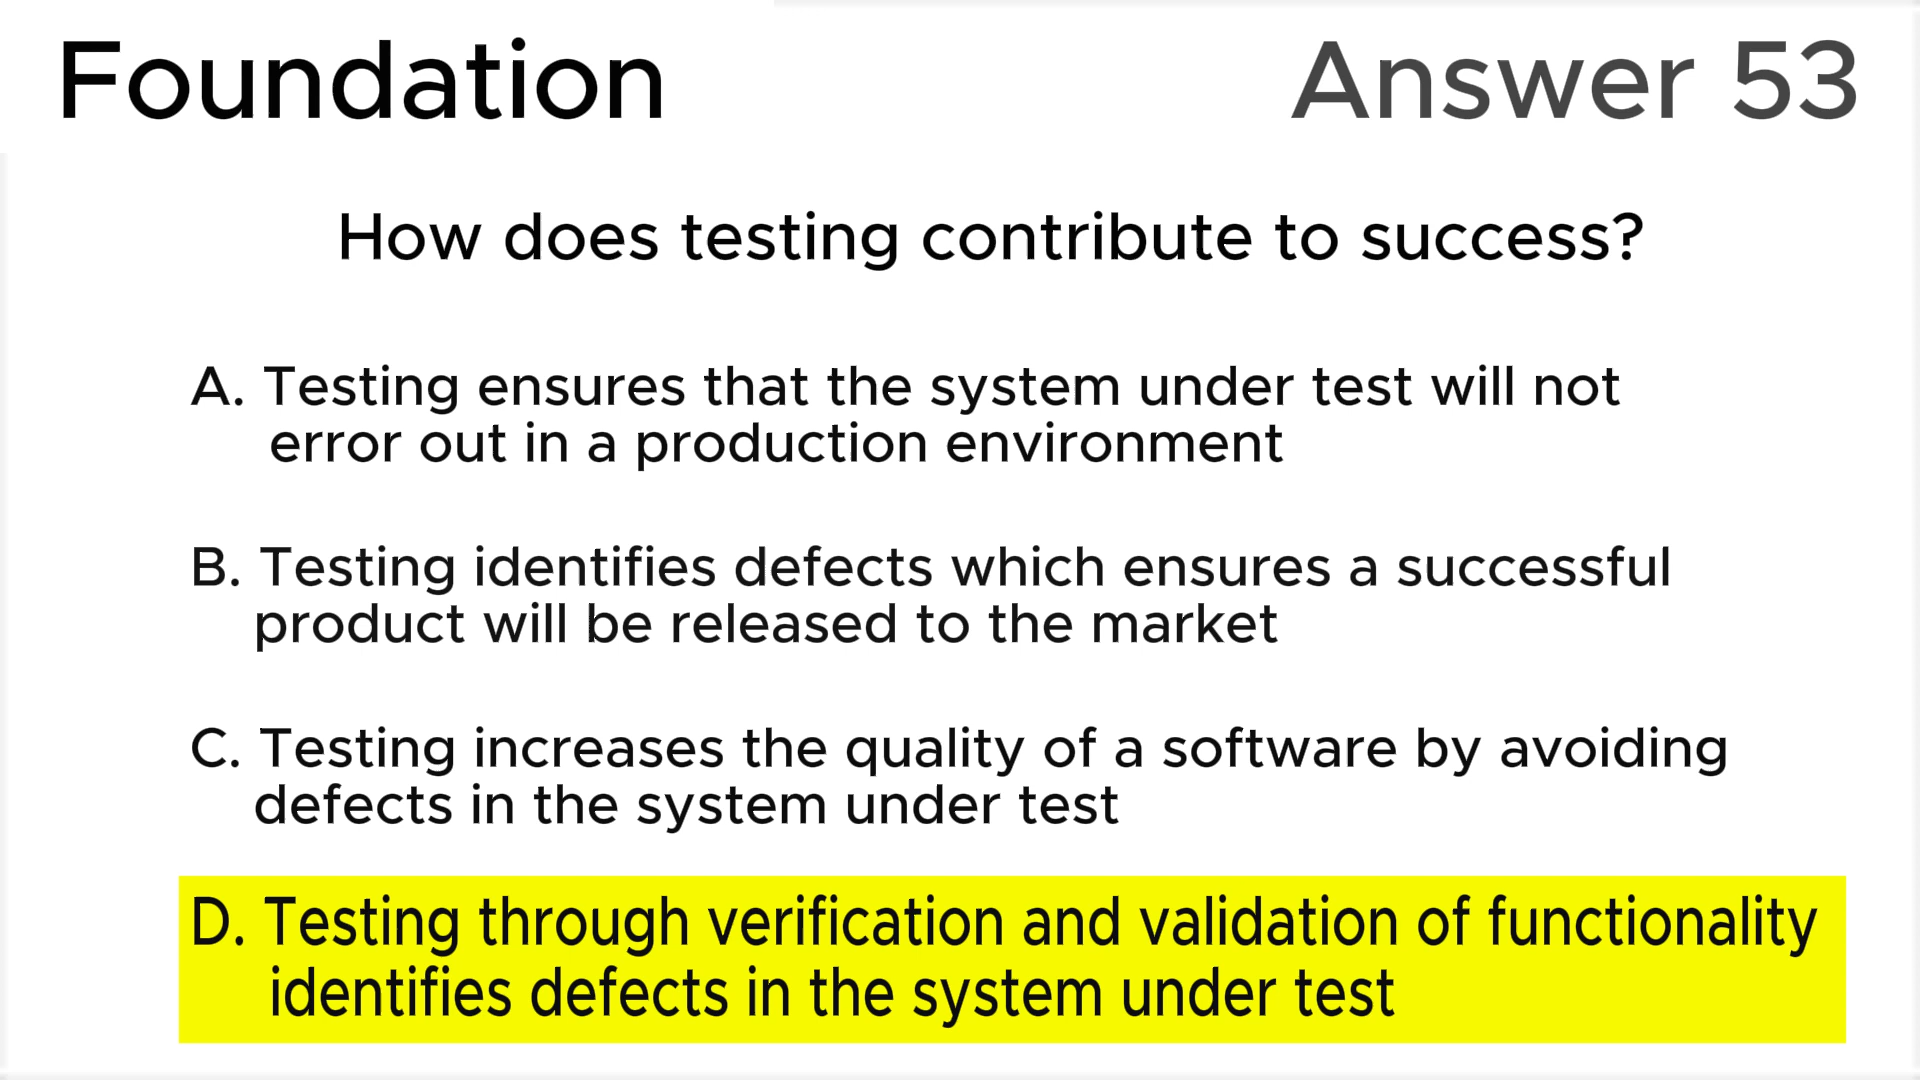 Foundation
Answer 53
How does testing contribute to success?
A. Testing ensures that the system under test will not
error out in a production environment
B. Testing identifies defects which ensures a successful
product will be released to the market
C. Testing increases the quality of a software by avoiding
defects in the system under test
D. Testing through verification and validation of functionality
identifies defects in the system under test